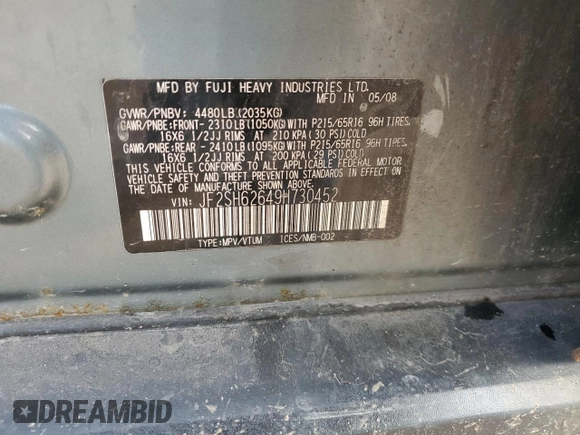 MFD BY FUJI HEAVY INDUSTRIES LTD.
05/08
GVWR/PNBV: 4480LB(2035KG)
GAWR/PNBE:FRONT- 2310LB(1050KG)WITH P215/65R16 96H TIRES,
16X6 1/2JJ RIMS AT 210 KPA(30 PSI)COLD
GAWR/PNBE:REAR -2410LB(1095KG)WITH P215/65R16 96H TIRES,
16X6 1/2JJ RIMS AT 200 KPA(29 PSI)COLD
THIS VEHICLE CONFORMS TO ALL APPLICABLE FEDERAL MOTOR
VEHICLE SAFETY AND THEFT PREVENTION STANDARDS IN EFFECT
ON THE DATE OF MANUFACTURE SHOWN ABOVE.
VIN: JF2SH62649H730452
TYPE:MPV/VTUM ICES/NMB-002
DREAMBID